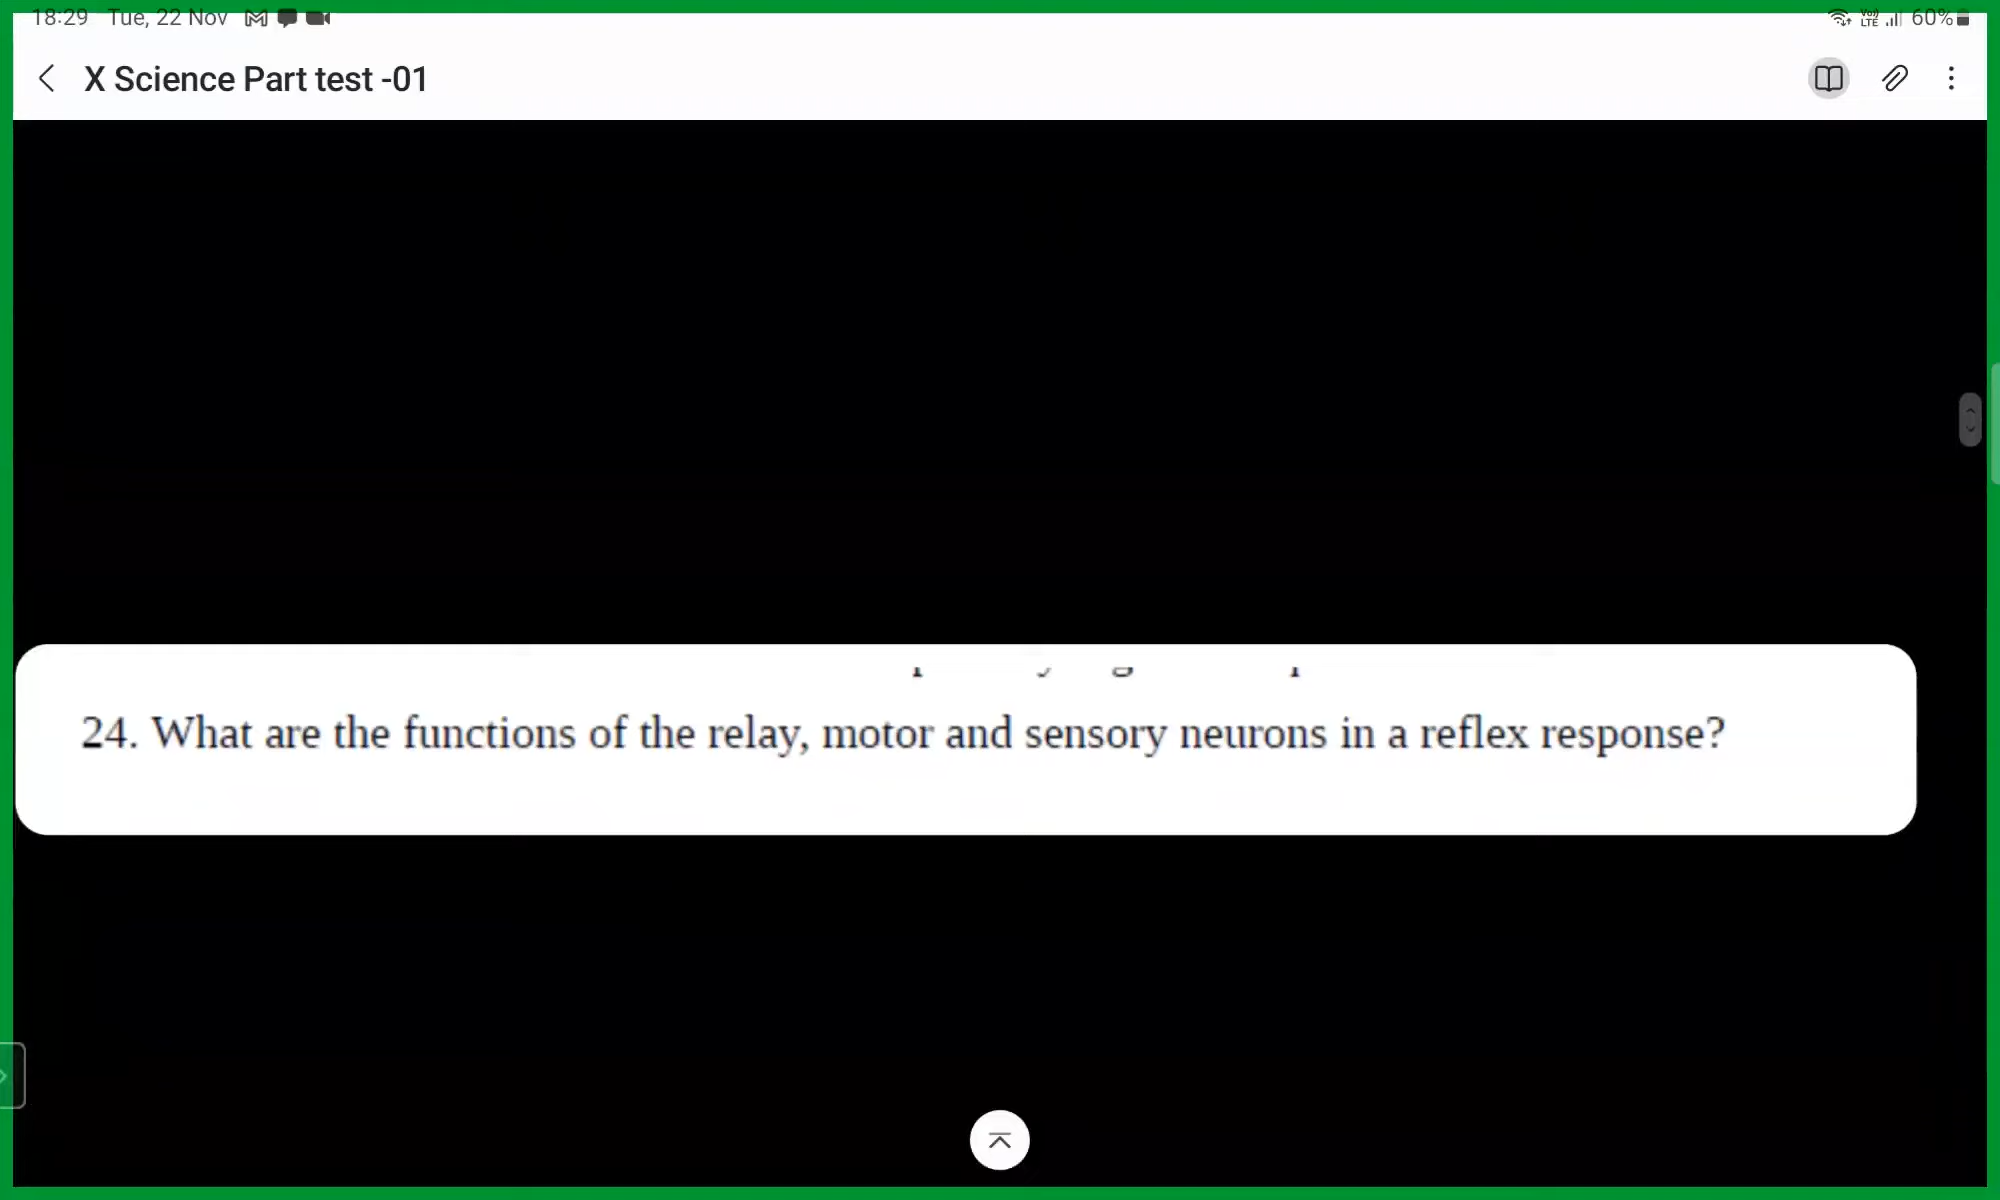 18:29 Tue, 22 Nov
VoLTE 60%
X Science Part test -01
24. What are the functions of the relay, motor and sensory neurons in a reflex response?